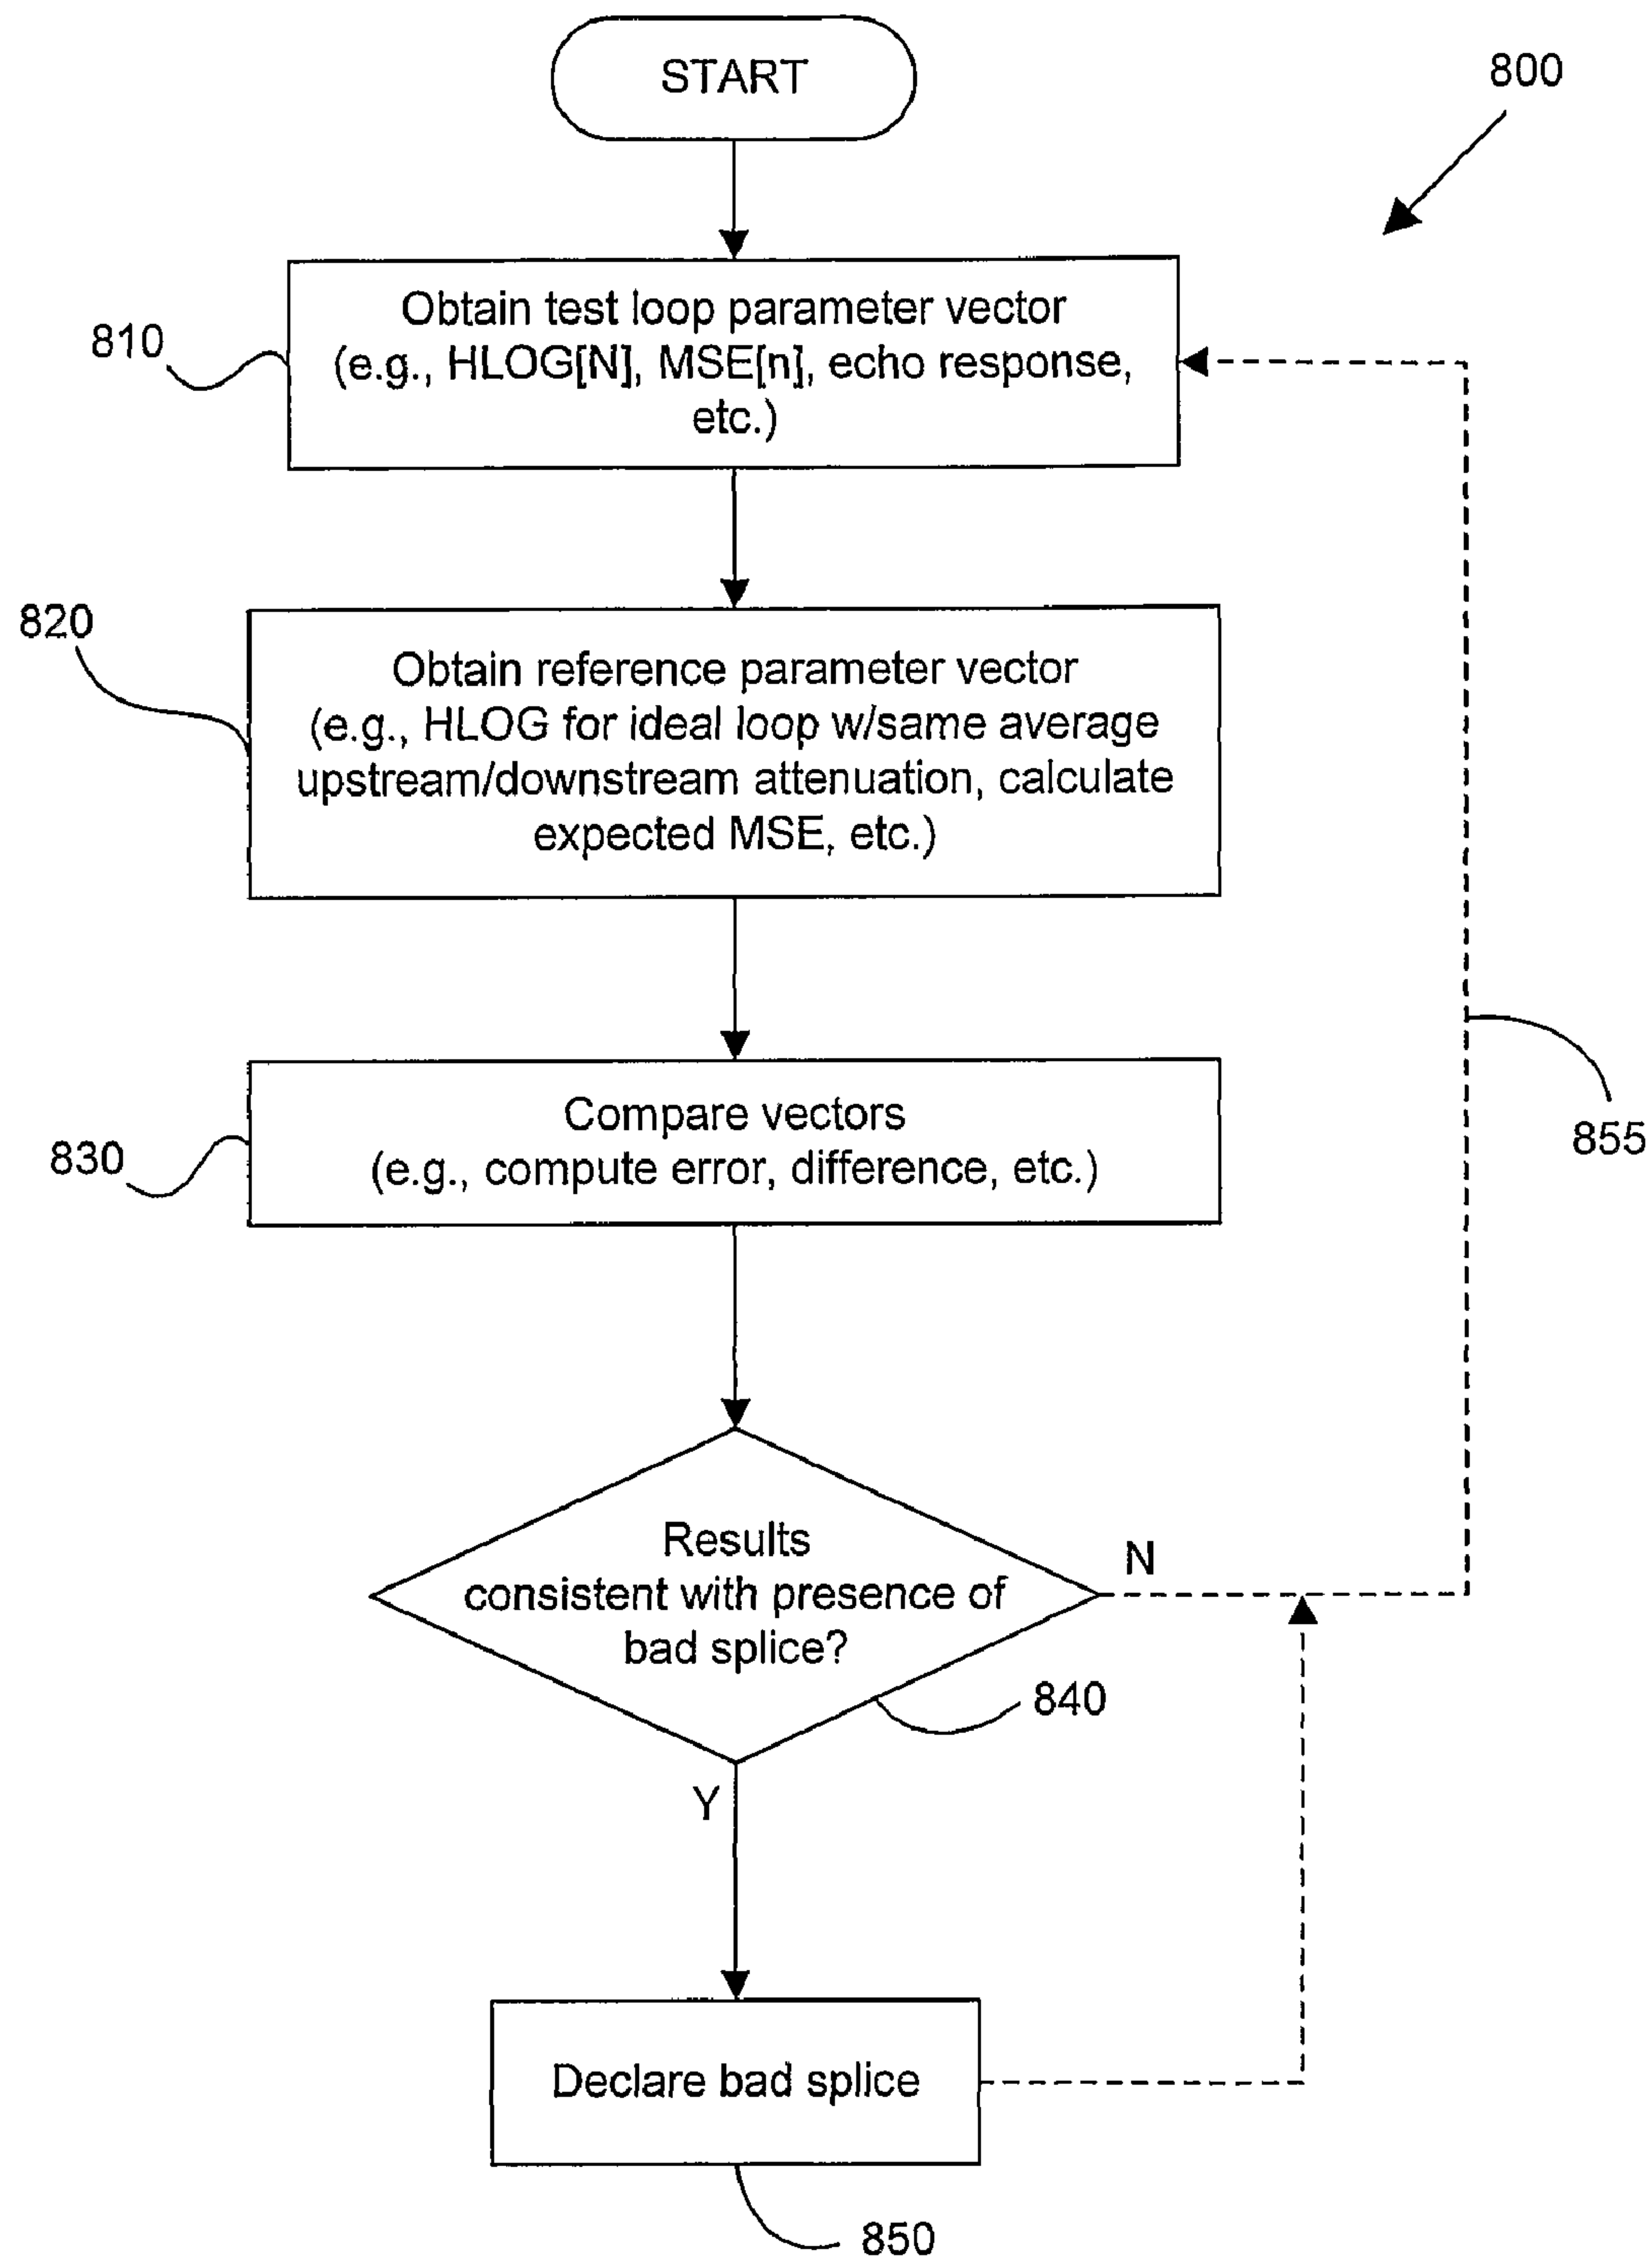 START
800
810
Obtain test loop parameter vector
(e.g., HLOG[N], MSE[n], echo response,
etc.)
820
Obtain reference parameter vector
(e.g., HLOG for ideal loop w/same average
upstream/downstream attenuation, calculate
expected MSE, etc.)
830
Compare vectors
(e.g., compute error, difference, etc.)
855
Results
consistent with presence of
bad splice?
N
840
Y
Declare bad splice
850